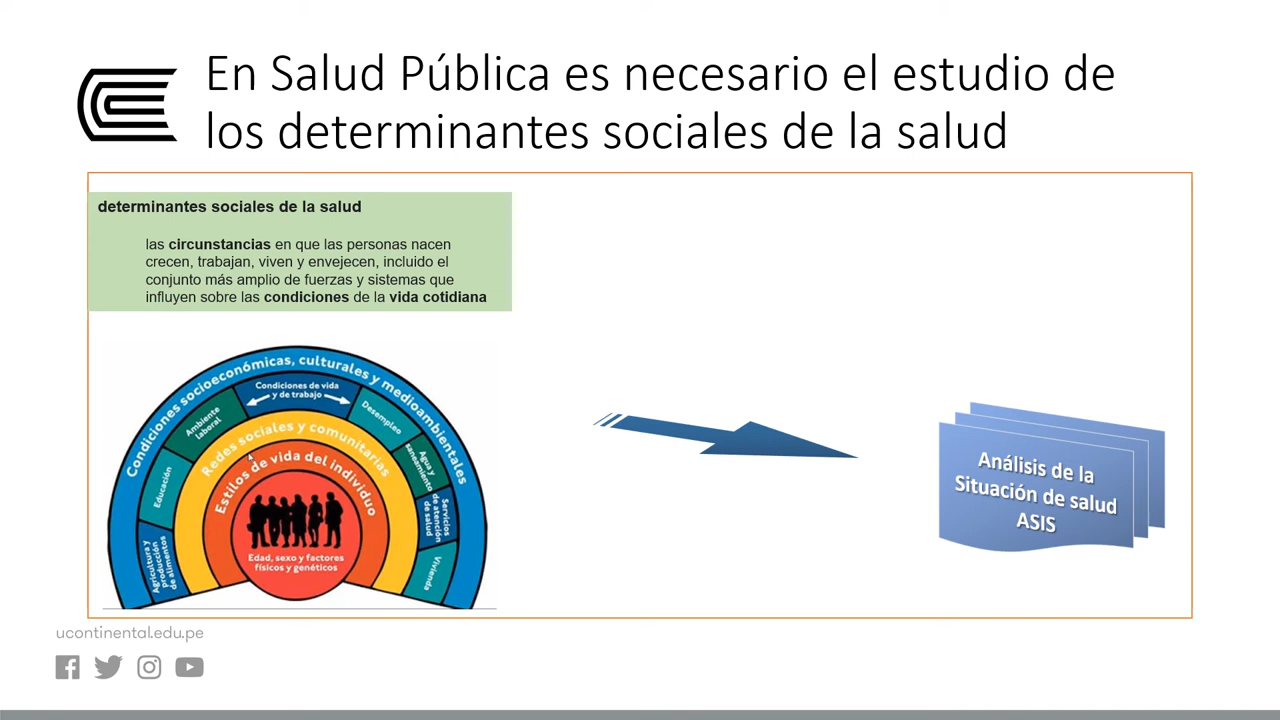 En Salud Pública es necesario el estudio de
los determinantes sociales de la salud
determinantes sociales de la salud
las circunstancias en que las personas nacen
crecen, trabajan, viven y envejecen, incluido el
conjunto más amplio de fuerzas y sistemas que
influyen sobre las condiciones de la vida cotidiana
Condiciones socioeconómicas, culturales y medioambientales
Condiciones de vida
y de trabajo
Ambiente
laboral
Desempleo
Redes sociales y comunitarias
Educación
Agua y
saneamiento
Estilos de vida del individuo
Agricultura y
producción
de alimentos
Servicios
de atención
de salud
Vivienda
Edad, sexo y factores
físicos y genéticos
Análisis de la
Situación de salud
ASIS
ucontinental.edu.pe